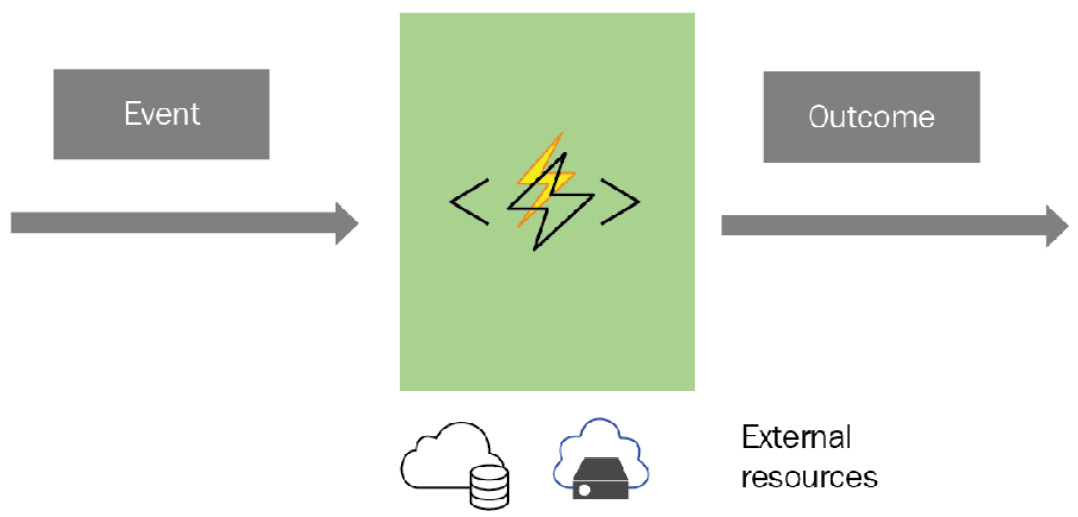 Event
Outcome
External
resources